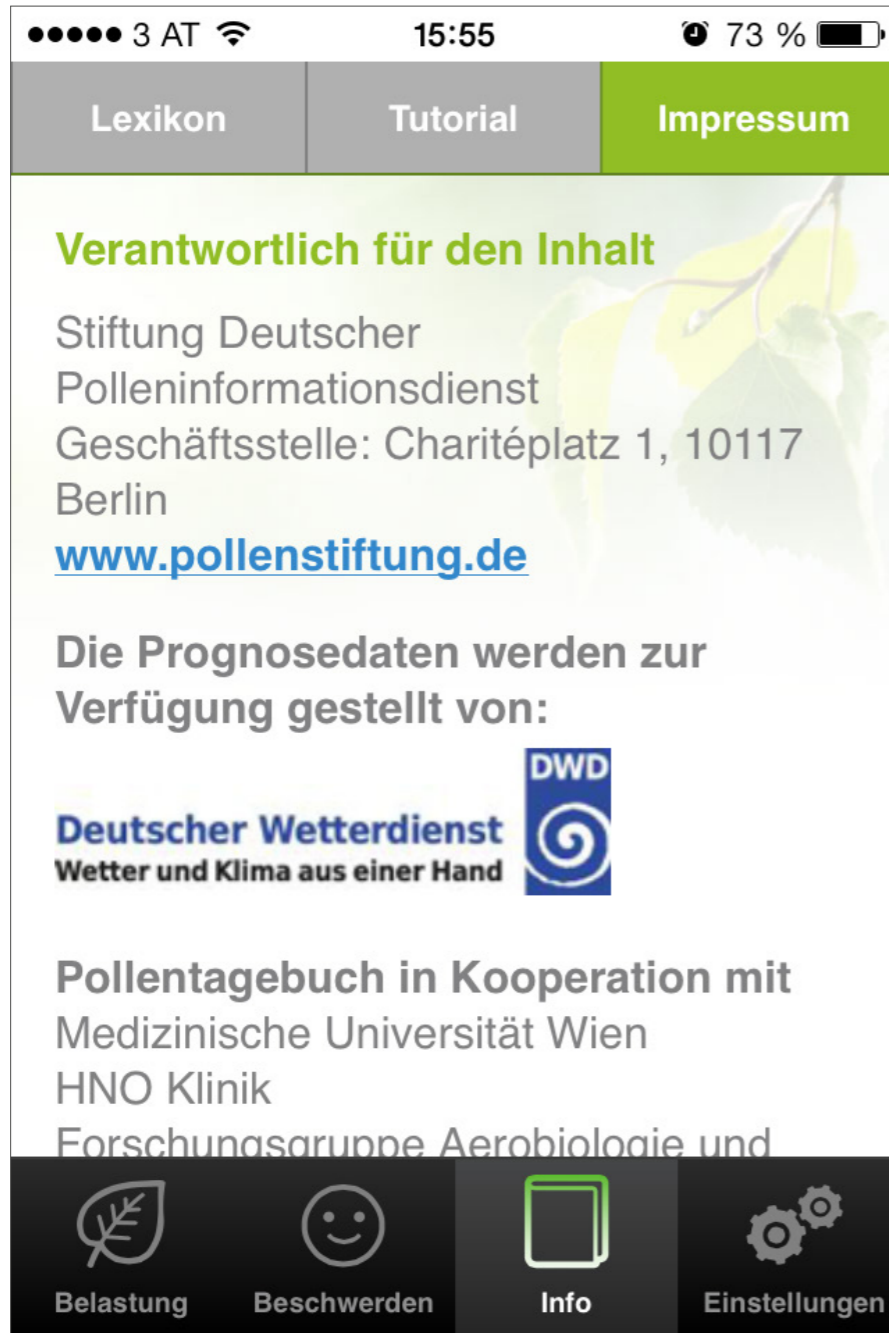 3 AT 15:55 73 %
Lexikon Tutorial Impressum
Verantwortlich für den Inhalt
Stiftung Deutscher
Polleninformationsdienst
Geschäftsstelle: Charitéplatz 1, 10117
Berlin
www.pollenstiftung.de
Die Prognosedaten werden zur
Verfügung gestellt von:
DWD
Deutscher Wetterdienst
Wetter und Klima aus einer Hand
Pollentagebuch in Kooperation mit
Medizinische Universität Wien
HNO Klinik
Forschungsgruppe Aerobiologie und
Belastung Beschwerden Info Einstellungen